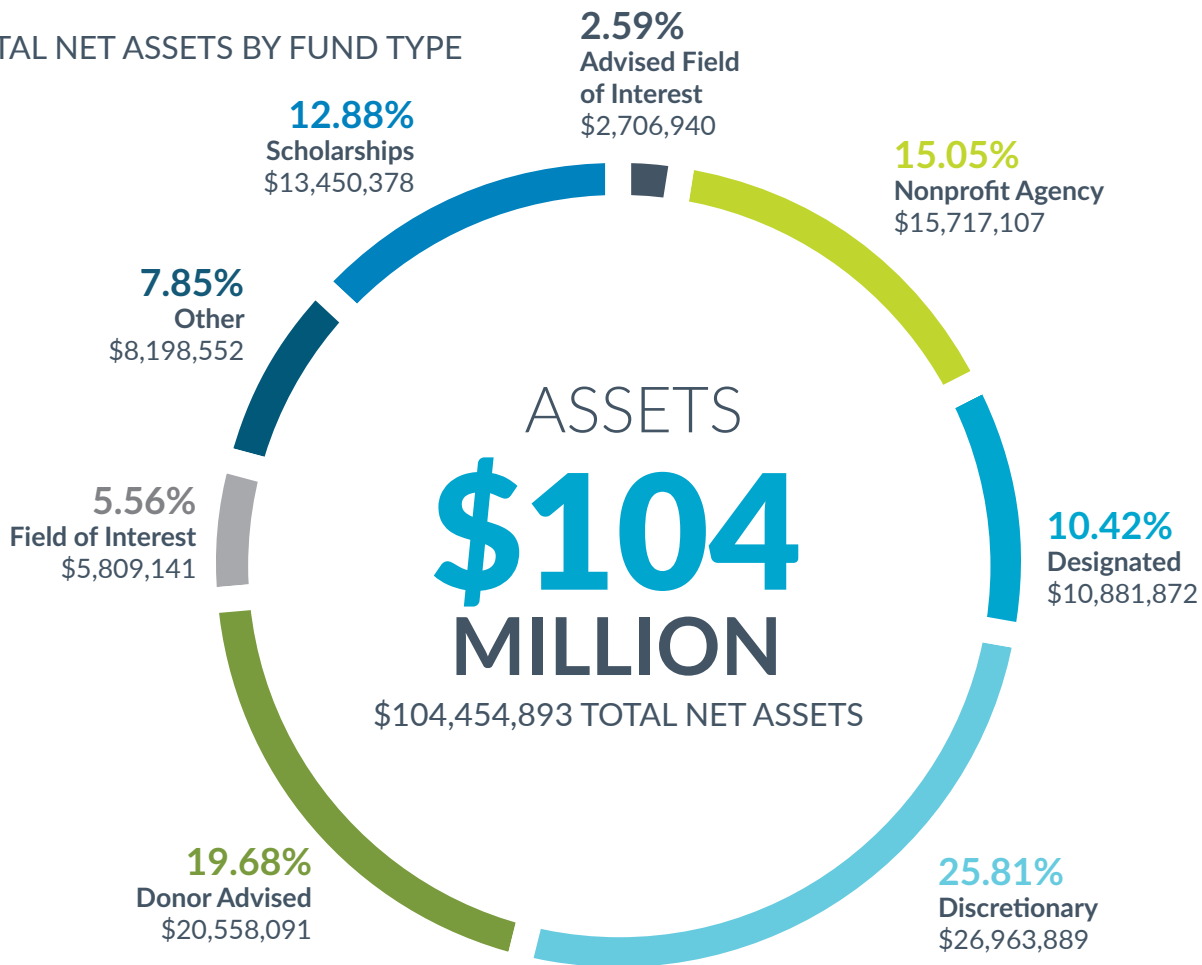 TAL NET ASSETS BY FUND TYPE
2.59%
Advised Field
of Interest
$2,706,940
15.05%
Nonprofit Agency
$15,717,107
10.42%
Designated
$10,881,872
25.81%
Discretionary
$26,963,889
19.68%
Donor Advised
$20,558,091
5.56%
Field of Interest
$5,809,141
7.85%
Other
$8,198,552
12.88%
Scholarships
$13,450,378
ASSETS
$104
MILLION
$104,454,893 TOTAL NET ASSETS